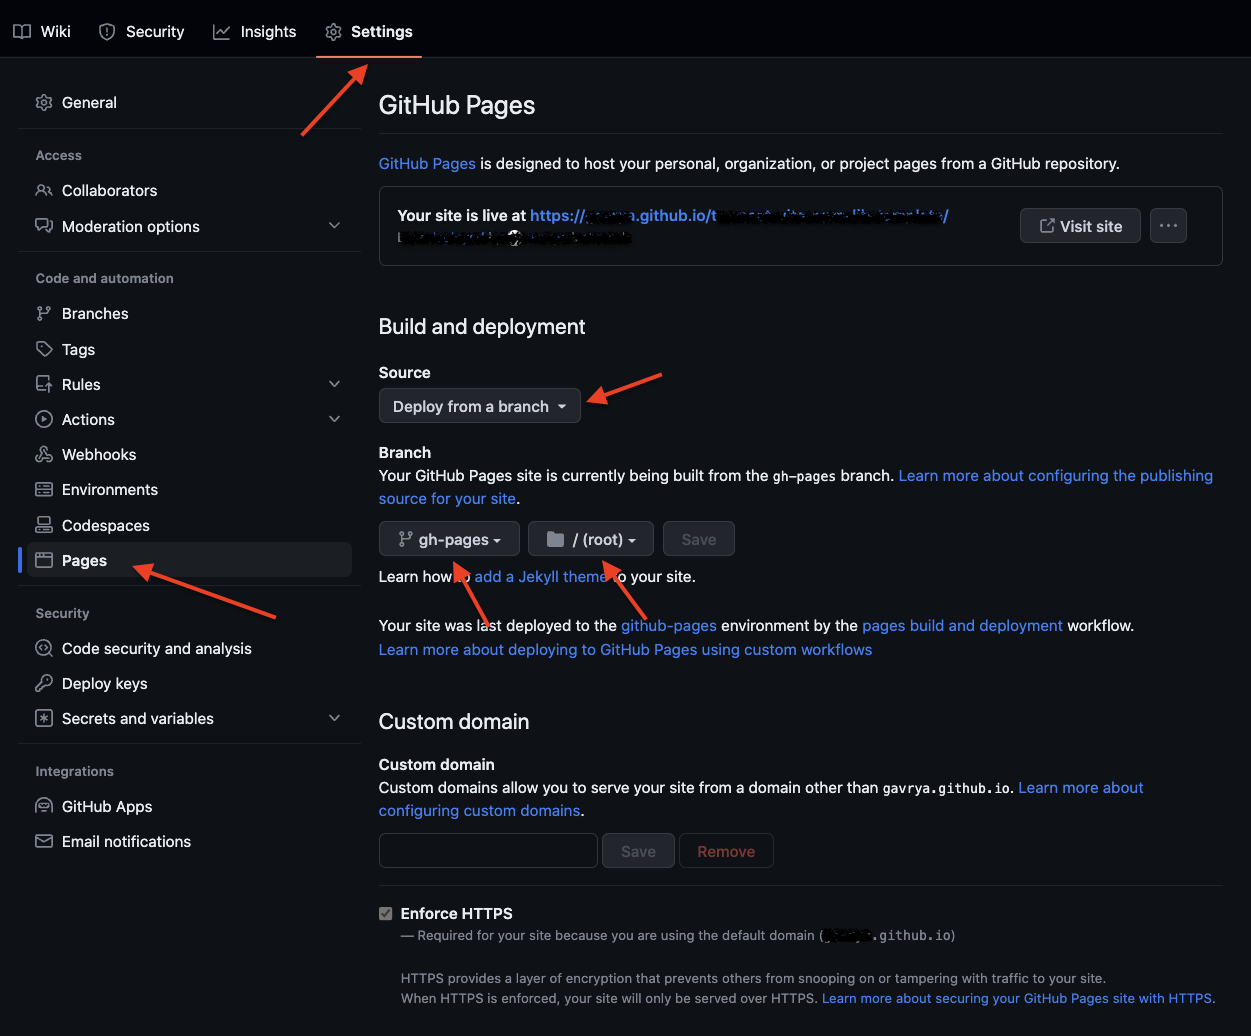 Wiki Security Insights Settings
General
Access
Collaborators
Moderation options
Code and automation
Branches
Tags
Rules
Actions
Webhooks
Environments
Codespaces
Pages
Security
Code security and analysis
Deploy keys
Secrets and variables
Integrations
GitHub Apps
Email notifications
GitHub Pages
GitHub Pages is designed to host your personal, organization, or project pages from a GitHub repository.
Your site is live at https://
.github.io/
Visit site
Build and deployment
Source
Deploy from a branch
Branch
Your GitHub Pages site is currently being built from the gh-pages branch. Learn more about configuring the publishing
source for your site.
gh-pages / (root) Save
Learn how to add a Jekyll theme to your site.
Your site was last deployed to the github-pages environment by the pages build and deployment workflow.
Learn more about deploying to GitHub Pages using custom workflows
Custom domain
Custom domain
Custom domains allow you to serve your site from a domain other than gavrya.github.io. Learn more about
configuring custom domains.
Save Remove
Enforce HTTPS
— Required for your site because you are using the default domain ( .github.io)
HTTPS provides a layer of encryption that prevents others from snooping on or tampering with traffic to your site.
When HTTPS is enforced, your site will only be served over HTTPS. Learn more about securing your GitHub Pages site with HTTPS.